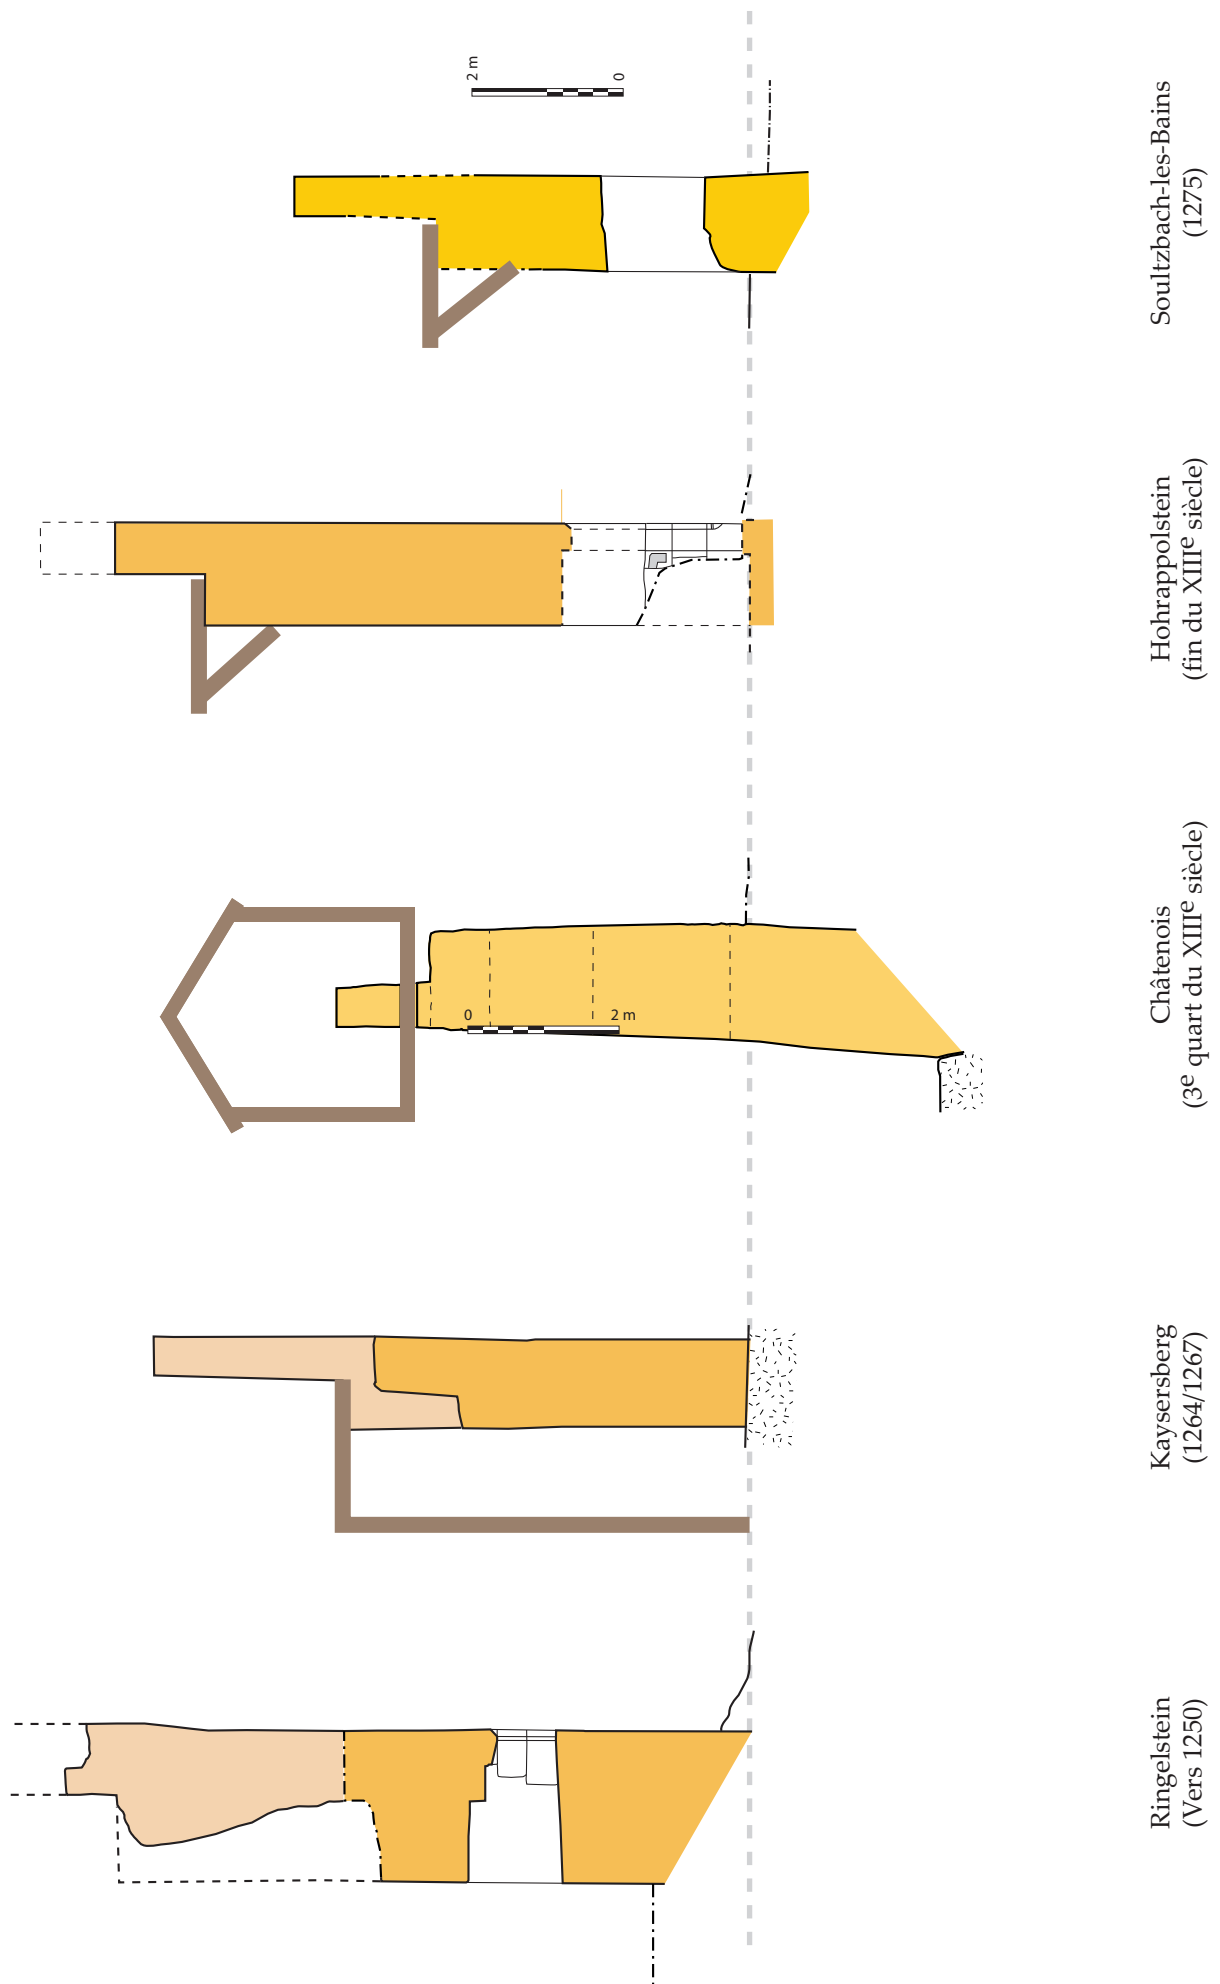 Ringelstein
(Vers 1250)
Kaysersberg
(1264/1267)
Châtenois
(3e quart du XIIIe siècle)
Hohrappolstein
(fin du XIIIe siècle)
Soultzbach-les-Bains
(1275)
0 2 m
2 m 0